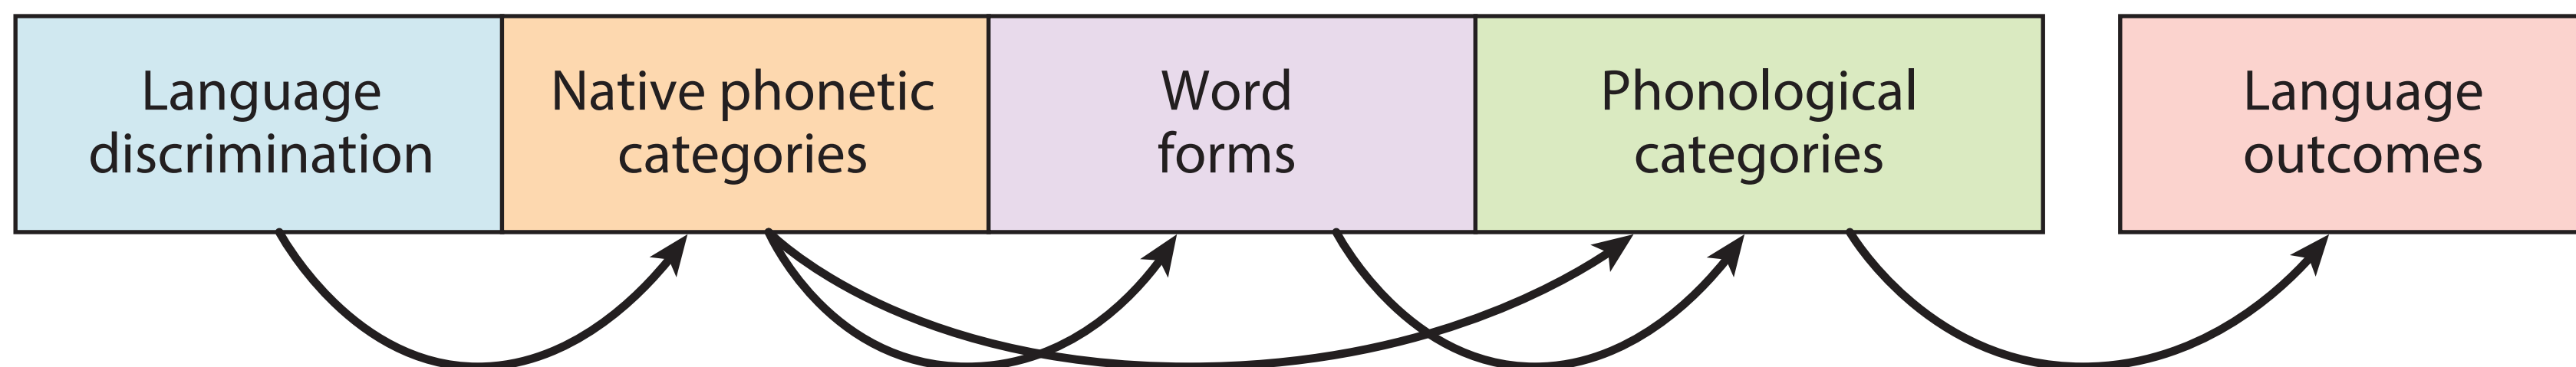 Language
discrimination
Native phonetic
categories
Word
forms
Phonological
categories
Language
outcomes